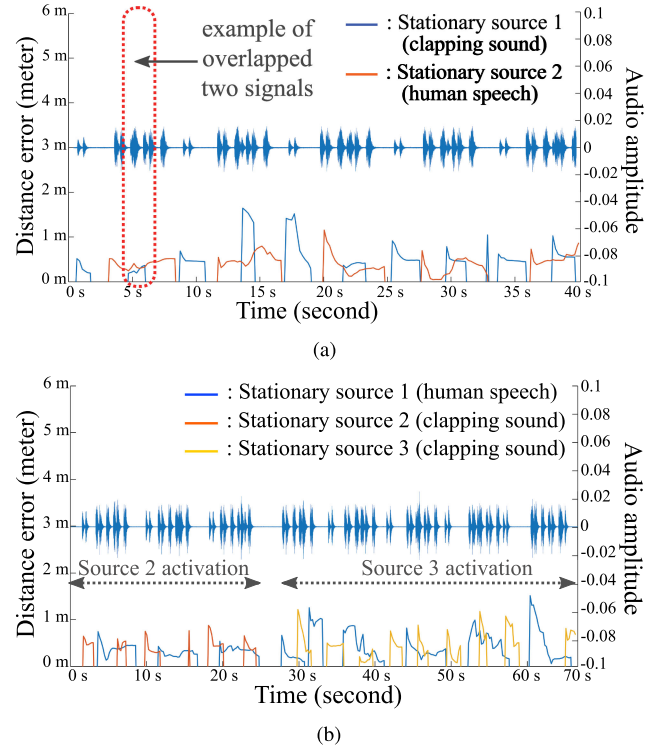 6 m
5 m
4 m
3 m
2 m
1 m
0 m
Distance error (meter)
example of
overlapped
two signals
: Stationary source 1
(clapping sound)
: Stationary source 2
(human speech)
0.1
0.08
0.06
0.04
0.02
0
-0.02
-0.04
-0.06
-0.08
-0.1
Audio amplitude
0 s 5 s 10 s 15 s 20 s 25 s 30 s 35 s 40 s
Time (second)
(a)
6 m
5 m
4 m
3 m
2 m
1 m
0 m
Distance error (meter)
: Stationary source 1 (human speech)
: Stationary source 2 (clapping sound)
: Stationary source 3 (clapping sound)
Source 2 activation
Source 3 activation
0.1
0.08
0.06
0.04
0.02
0
-0.02
-0.04
-0.06
-0.08
-0.1
Audio amplitude
0 s 10 s 20 s 30 s 40 s 50 s 60 s 70 s
Time (second)
(b)